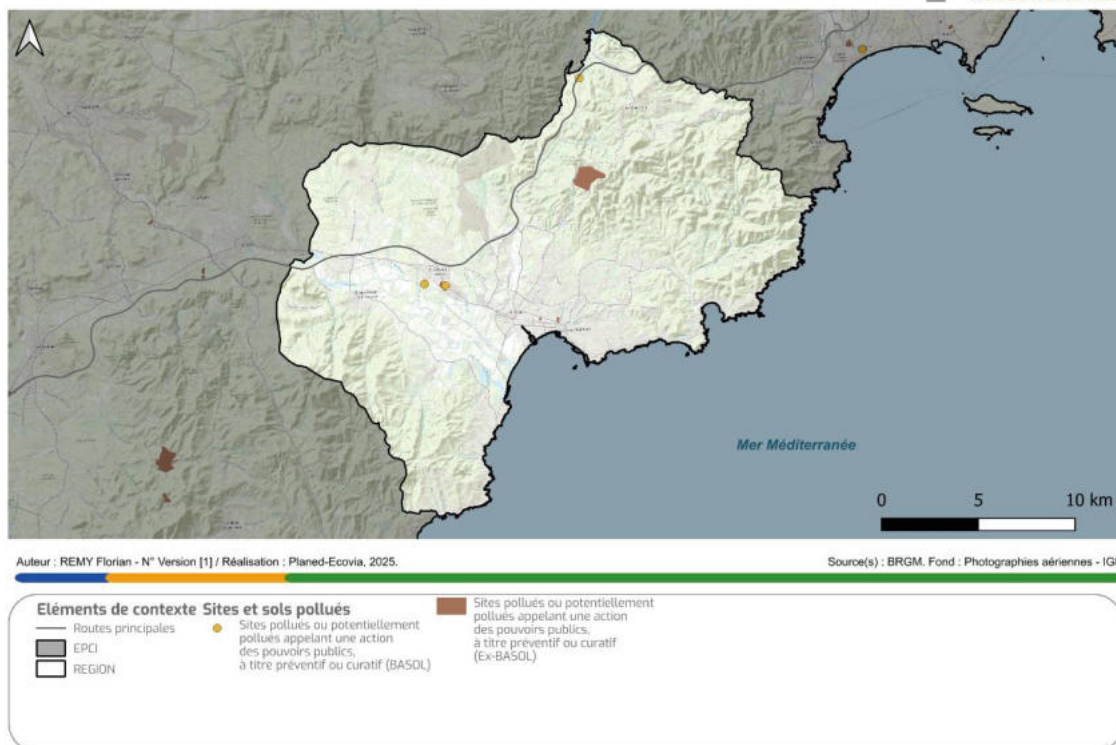 Mer Méditerranée
0 5 10 km
Auteur : REMY Florian - N° Version [1] / Réalisation : Planed-Ecovia, 2025.
Source(s) : BRGM. Fond : Photographies aériennes - IG
Eléments de contexte
Routes principales
EPCI
REGION
Sites et sols pollués
Sites pollués ou potentiellement
pollués appelant une action
des pouvoirs publics,
à titre préventif ou curatif (BASOL)
Sites pollués ou potentiellement
pollués appelant une action
des pouvoirs publics,
à titre préventif ou curatif
(Ex-BASOL)